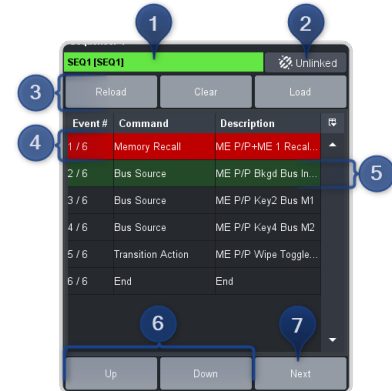 1
2
SEQ1 [SEQ1]
Unlinked
3
Reload
Clear
Load
Event #
Command
Description
4
1 / 6
Memory Recall
ME P/P+ME 1 Recal...
2 / 6
Bus Source
ME P/P Bkgd Bus In...
5
3 / 6
Bus Source
ME P/P Key2 Bus M1
4 / 6
Bus Source
ME P/P Key4 Bus M2
5 / 6
Transition Action
ME P/P Wipe Toggle...
6 / 6
End
End
6
7
Up
Down
Next